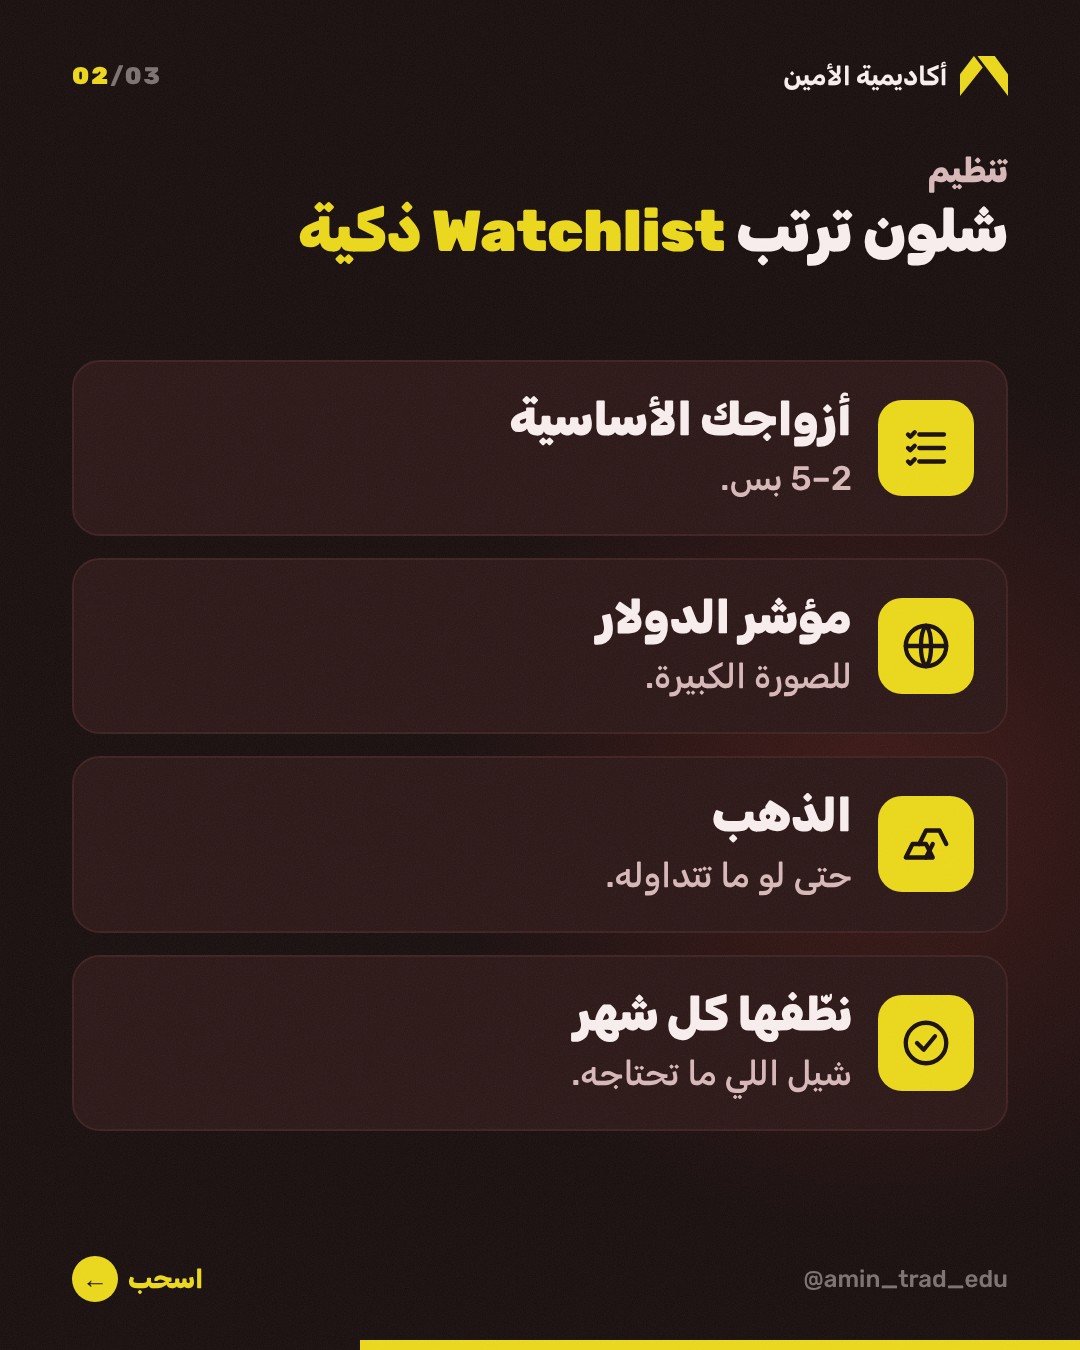 أكاديمية الأمين
02/03
تنظيم
شلون ترتب Watchlist ذكية
أزواجك الأساسية
2–5 بس.
مؤشر الدولار
للصورة الكبيرة.
الذهب
حتى لو ما تتداوله.
نظّفها كل شهر
شيل اللي ما تحتاجه.
@amin_trad_edu
اسحب ←